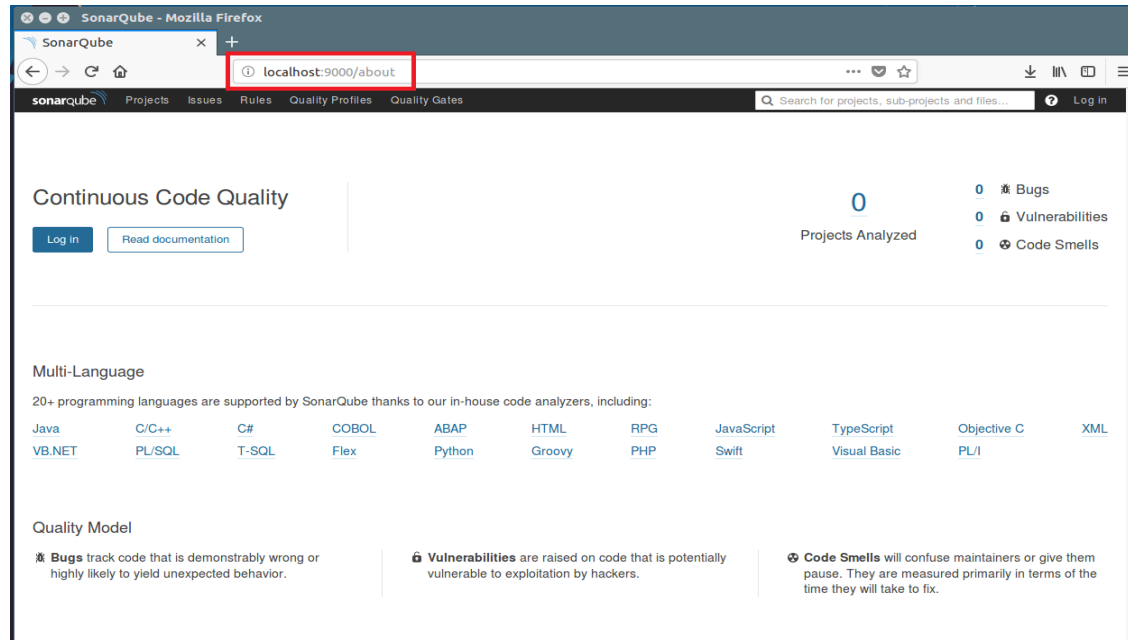 SonarQube - Mozilla Firefox
SonarQube
localhost:9000/about
sonarqube Projects Issues Rules Quality Profiles Quality Gates Search for projects, sub-projects and files... Log in
Continuous Code Quality
Log in Read documentation
0
Projects Analyzed
0 Bugs
0 Vulnerabilities
0 Code Smells
Multi-Language
20+ programming languages are supported by SonarQube thanks to our in-house code analyzers, including:
Java C/C++ C# COBOL ABAP HTML RPG JavaScript TypeScript Objective C XML
VB.NET PL/SQL T-SQL Flex Python Groovy PHP Swift Visual Basic PL/I
Quality Model
Bugs track code that is demonstrably wrong or
highly likely to yield unexpected behavior.
Vulnerabilities are raised on code that is potentially
vulnerable to exploitation by hackers.
Code Smells will confuse maintainers or give them
pause. They are measured primarily in terms of the
time they will take to fix.